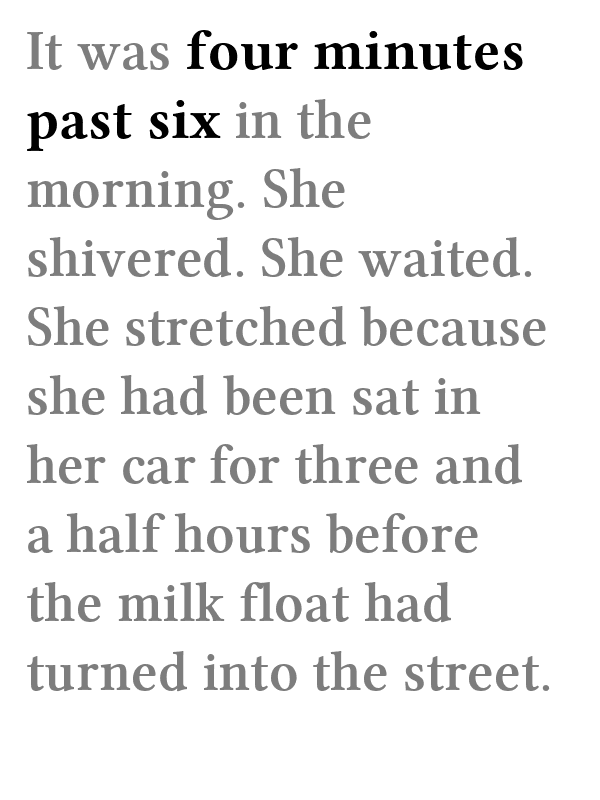 It was four minutes
past six in the
morning. She
shivered. She waited.
She stretched because
she had been sat in
her car for three and
a half hours before
the milk float had
turned into the street.